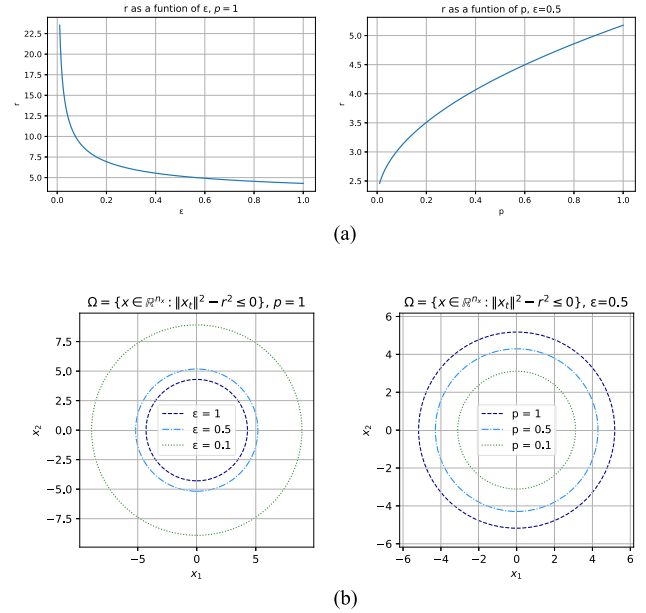 r as a funtion of ε, p = 1
r as a funtion of p, ε=0.5
22.5
20.0
17.5
15.0
12.5
10.0
7.5
5.0
r
0.0 0.2 0.4 0.6 0.8 1.0
ε
5.0
4.5
4.0
3.5
3.0
2.5
r
0.0 0.2 0.4 0.6 0.8 1.0
p
(a)
Ω = {x ∈ ℝⁿˣ : ‖xₜ‖² − r² ≤ 0}, p = 1
Ω = {x ∈ ℝⁿˣ : ‖xₜ‖² − r² ≤ 0}, ε=0.5
7.5
5.0
2.5
0.0
−2.5
−5.0
−7.5
x₂
ε = 1
ε = 0.5
ε = 0.1
−5 0 5
x₁
6
4
2
0
−2
−4
−6
x₂
p = 1
p = 0.5
p = 0.1
−6 −4 −2 0 2 4 6
x₁
(b)